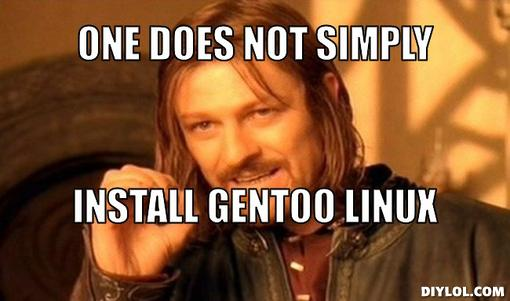 ONE DOES NOT SIMPLY
INSTALL GENTOO LINUX
DIYLOL.COM